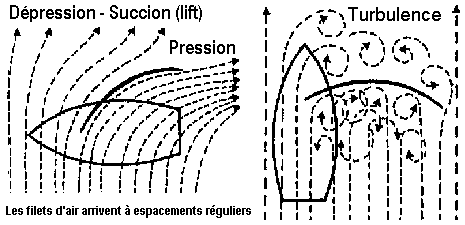 Dépression - Succion (lift)
Pression
Turbulence
Les filets d'air arrivent à espacements réguliers